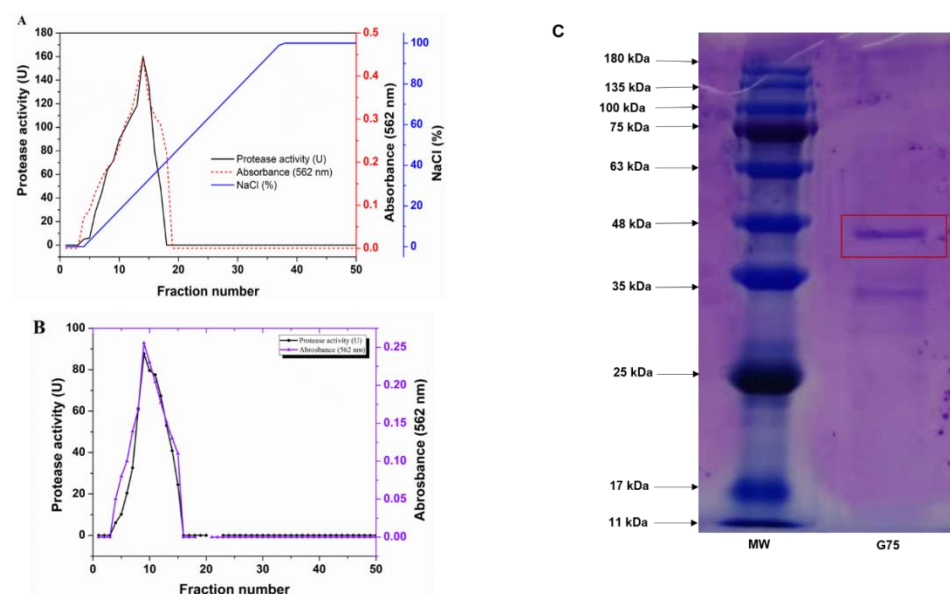 A
Protease activity (U)
180
160
140
120
100
80
60
40
20
0
0 10 20 30 40 50
Fraction number
Protease activity (U)
Absorbance (562 nm)
NaCl (%)
0.5
0.4
0.3
0.2
0.1
0.0
Absorbance (562 nm)
100
80
60
40
20
0
NaCl (%)
B
Protease activity (U)
100
80
60
40
20
0
0 10 20 30 40 50
Fraction number
Protease activity (U)
Abrosbance (562 nm)
0.25
0.20
0.15
0.10
0.05
0.00
Abrosbance (562 nm)
C
180 kDa
135 kDa
100 kDa
75 kDa
63 kDa
48 kDa
35 kDa
25 kDa
17 kDa
11 kDa
MW G75